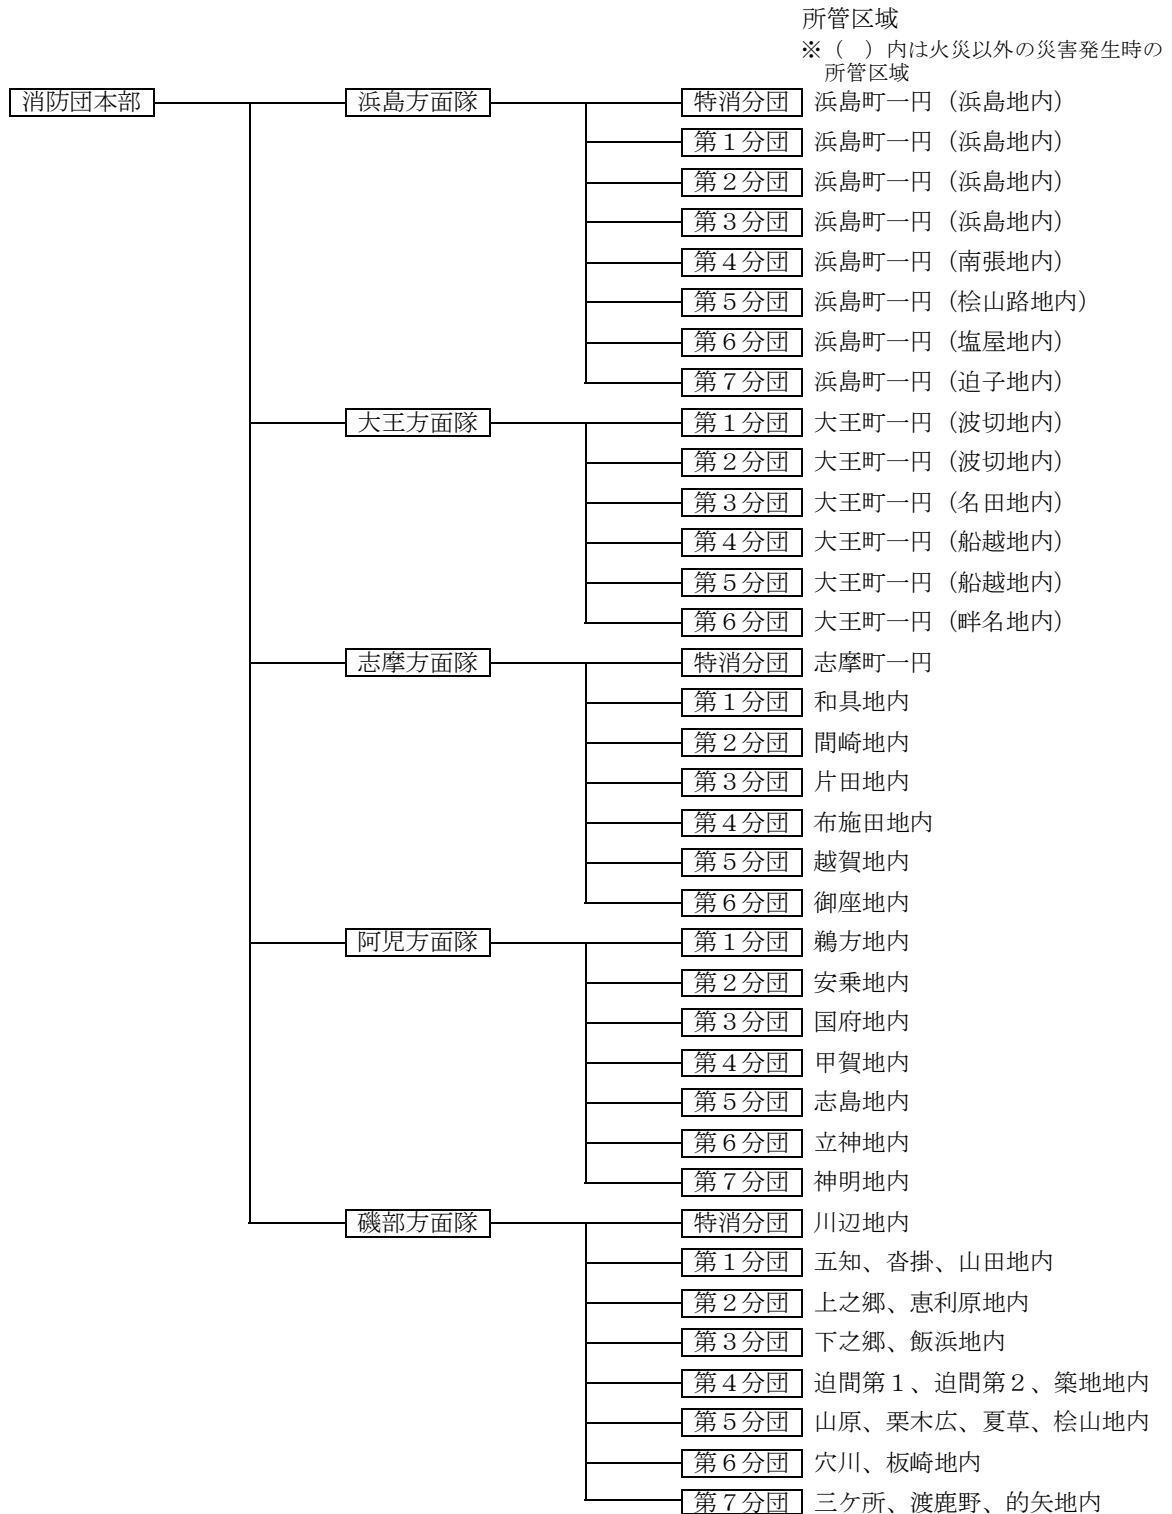 所管区域
※（　）内は火災以外の災害発生時の
所管区域
消防団本部　浜島方面隊　特消分団　浜島町一円（浜島地内）
第１分団　浜島町一円（浜島地内）
第２分団　浜島町一円（浜島地内）
第３分団　浜島町一円（浜島地内）
第４分団　浜島町一円（南張地内）
第５分団　浜島町一円（桧山路地内）
第６分団　浜島町一円（塩屋地内）
第７分団　浜島町一円（迫子地内）
大王方面隊　第１分団　大王町一円（波切地内）
第２分団　大王町一円（波切地内）
第３分団　大王町一円（名田地内）
第４分団　大王町一円（船越地内）
第５分団　大王町一円（船越地内）
第６分団　大王町一円（畔名地内）
志摩方面隊　特消分団　志摩町一円
第１分団　和具地内
第２分団　間崎地内
第３分団　片田地内
第４分団　布施田地内
第５分団　越賀地内
第６分団　御座地内
阿児方面隊　第１分団　鵜方地内
第２分団　安乗地内
第３分団　国府地内
第４分団　甲賀地内
第５分団　志島地内
第６分団　立神地内
第７分団　神明地内
磯部方面隊　特消分団　川辺地内
第１分団　五知、沓掛、山田地内
第２分団　上之郷、恵利原地内
第３分団　下之郷、飯浜地内
第４分団　迫間第１、迫間第２、築地地内
第５分団　山原、栗木広、夏草、桧山地内
第６分団　穴川、板崎地内
第７分団　三ケ所、渡鹿野、的矢地内